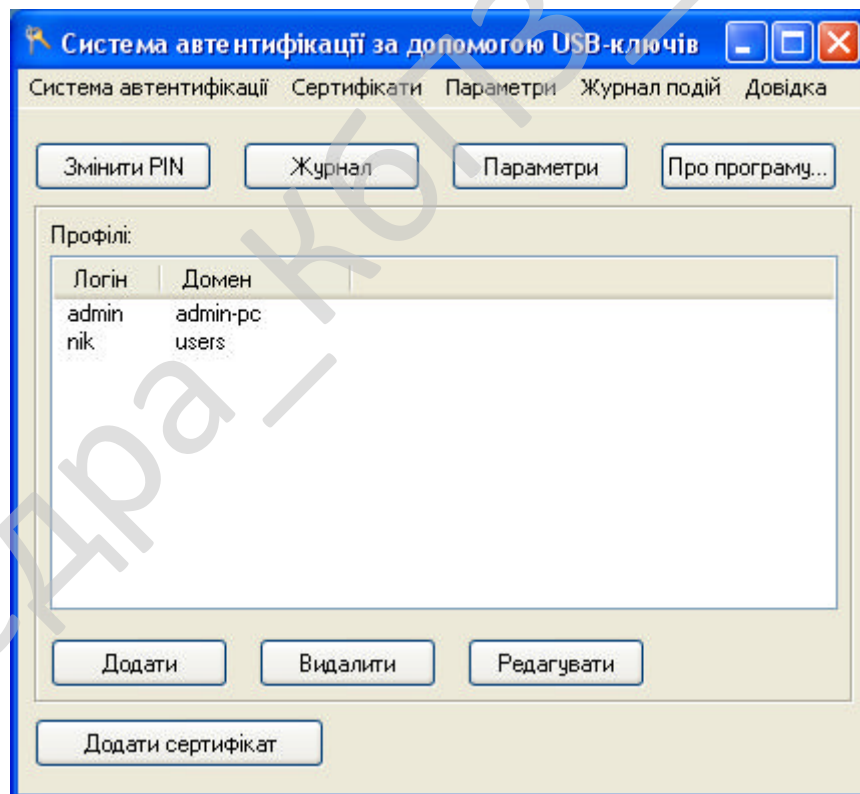 Система автентифікації за допомогою USB-ключів
Система автентифікації Сертифікати Параметри Журнал подій Довідка
Змінити PIN Журнал Параметри Про програму...
Профілі:
Логін Домен
admin admin-pc
nik users
Додати Видалити Редагувати
Додати сертифікат